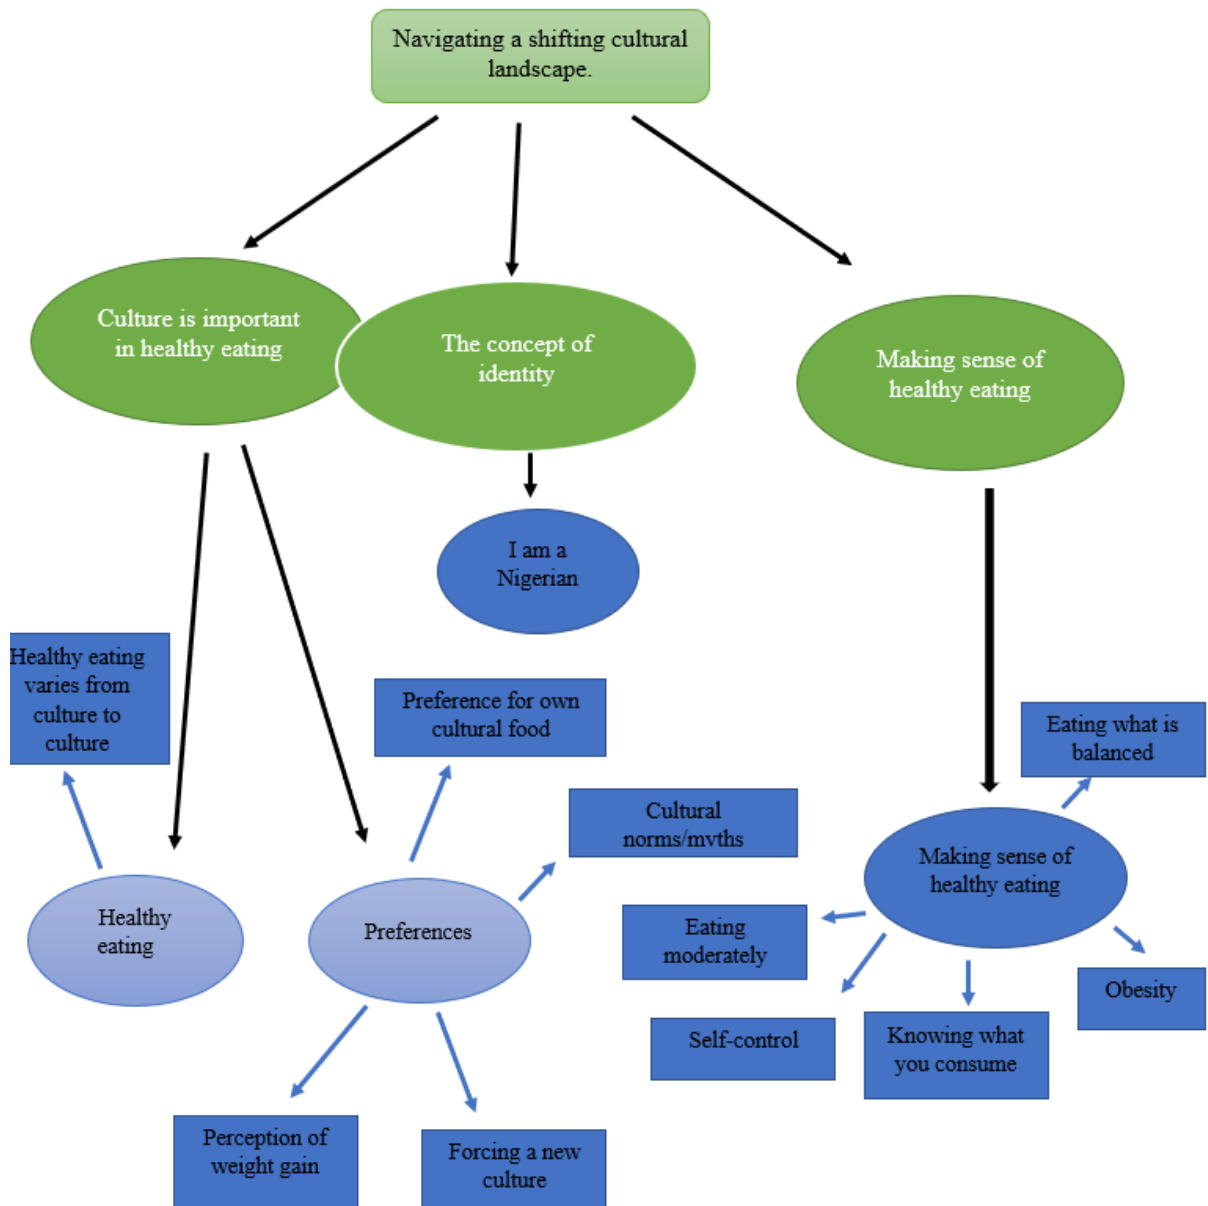 Navigating a shifting cultural
landscape.
Culture is important
in healthy eating
The concept of
identity
Making sense of
healthy eating
I am a
Nigerian
Healthy eating
varies from
culture to
culture
Preference for own
cultural food
Eating what is
balanced
Cultural
norms/mvths
Making sense of
healthy eating
Healthy
eating
Preferences
Eating
moderately
Obesity
Self-control
Knowing what
you consume
Perception of
weight gain
Forcing a new
culture